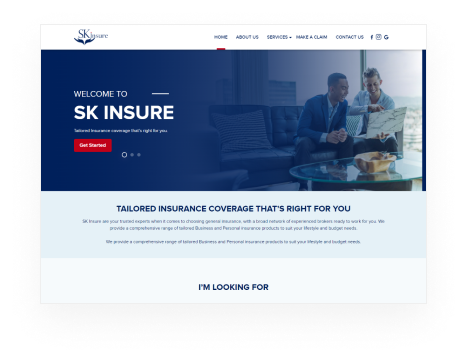 SKinsure
HOME ABOUT US SERVICES MAKE A CLAIM CONTACT US
WELCOME TO
SK INSURE
Tailored Insurance coverage that's right for you
Get Started
TAILORED INSURANCE COVERAGE THAT'S RIGHT FOR YOU
SK Insure are your trusted experts when it comes to choosing general insurance, with a broad network of experienced brokers ready to work for you. We
provide a comprehensive range of tailored Business and Personal insurance products to suit your lifestyle and budget needs.
We provide a comprehensive range of tailored Business and Personal insurance products to suit your lifestyle and budget needs.
I'M LOOKING FOR